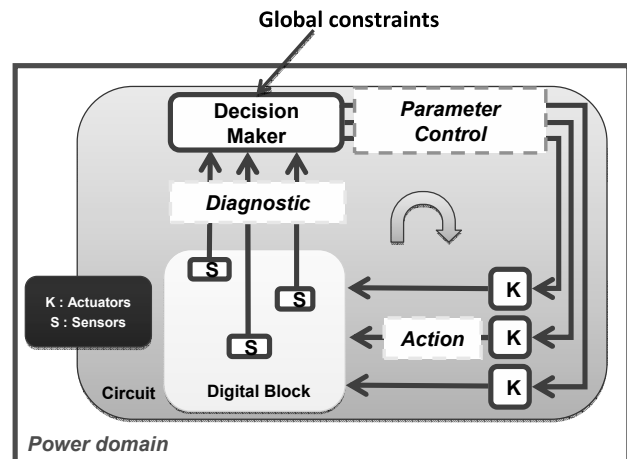 Global constraints
Decision
Maker
Parameter
Control
Diagnostic
S
S
S
K : Actuators
S : Sensors
K
Action
K
K
Circuit
Digital Block
Power domain